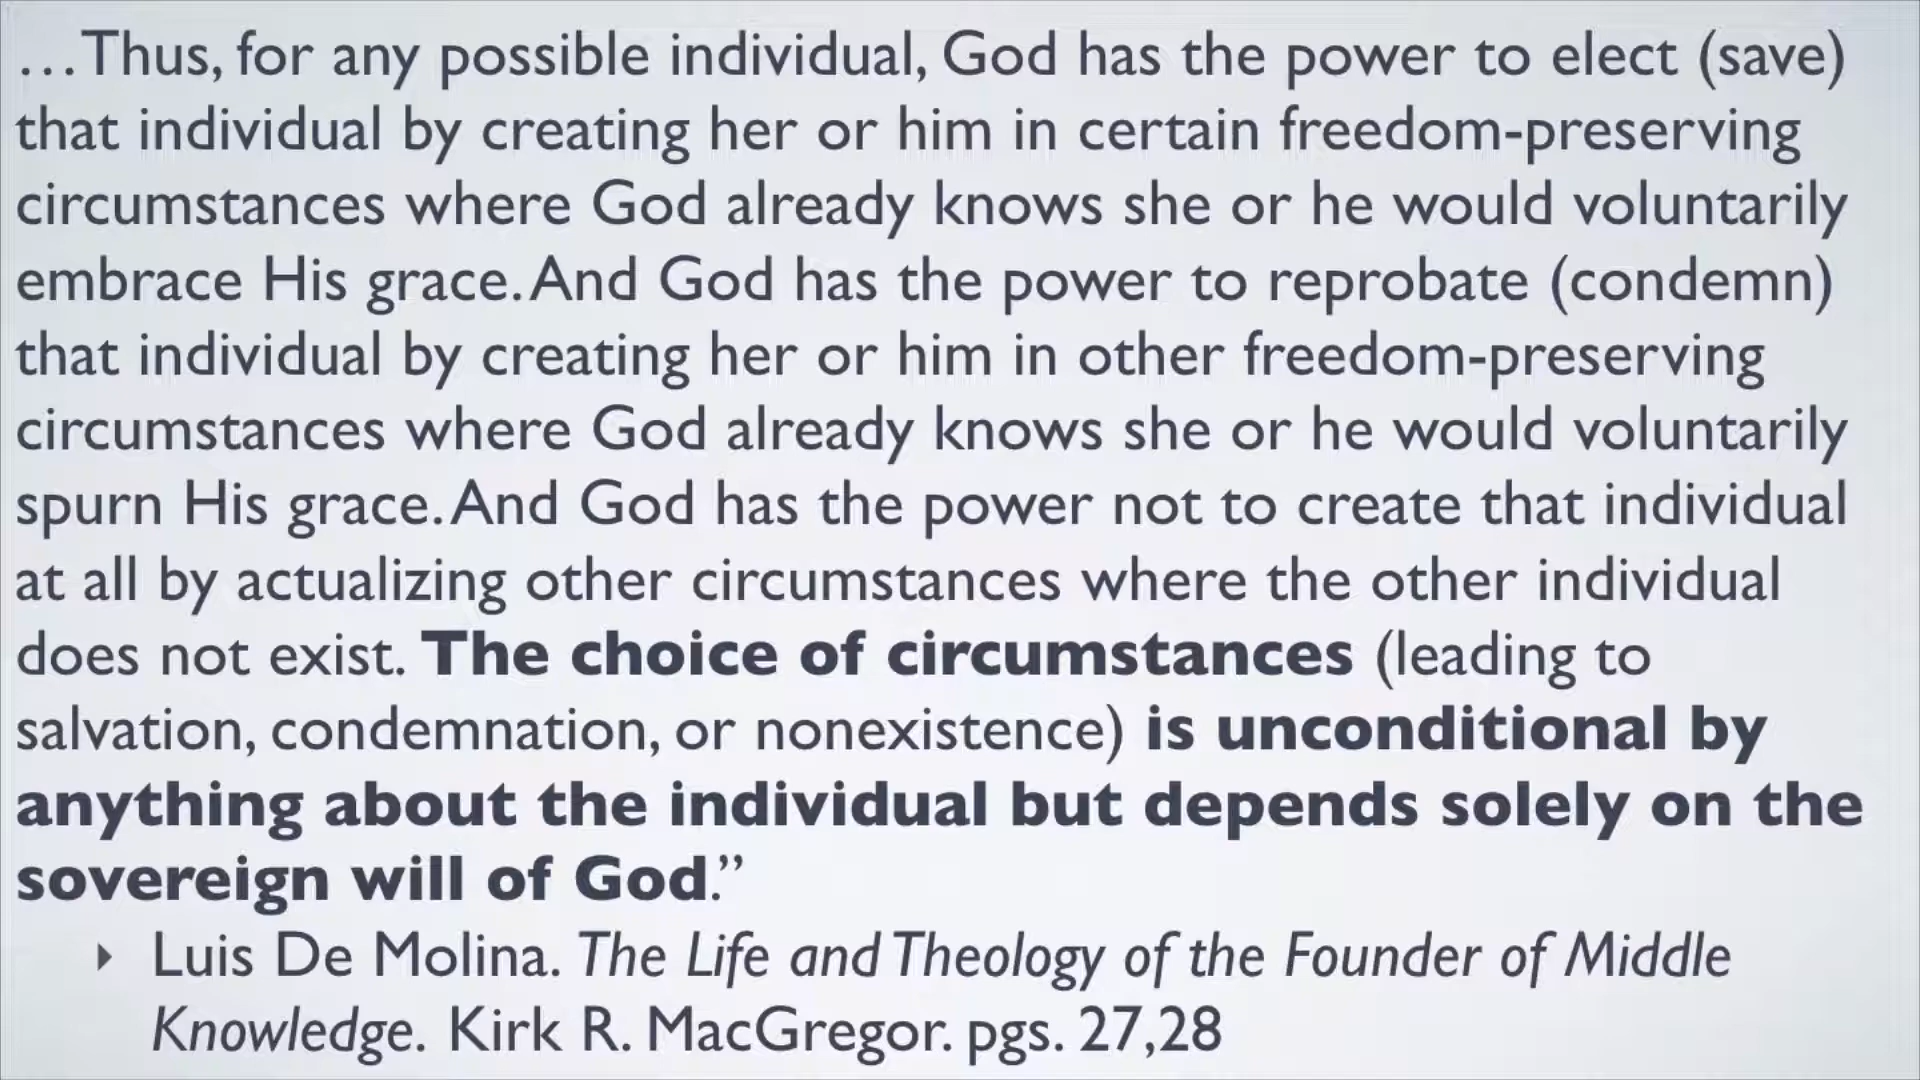 …Thus, for any possible individual, God has the power to elect (save)
that individual by creating her or him in certain freedom-preserving
circumstances where God already knows she or he would voluntarily
embrace His grace. And God has the power to reprobate (condemn)
that individual by creating her or him in other freedom-preserving
circumstances where God already knows she or he would voluntarily
spurn His grace. And God has the power not to create that individual
at all by actualizing other circumstances where the other individual
does not exist. The choice of circumstances (leading to
salvation, condemnation, or nonexistence) is unconditional by
anything about the individual but depends solely on the
sovereign will of God.”
‣ Luis De Molina. The Life and Theology of the Founder of Middle
Knowledge. Kirk R. MacGregor. pgs. 27,28